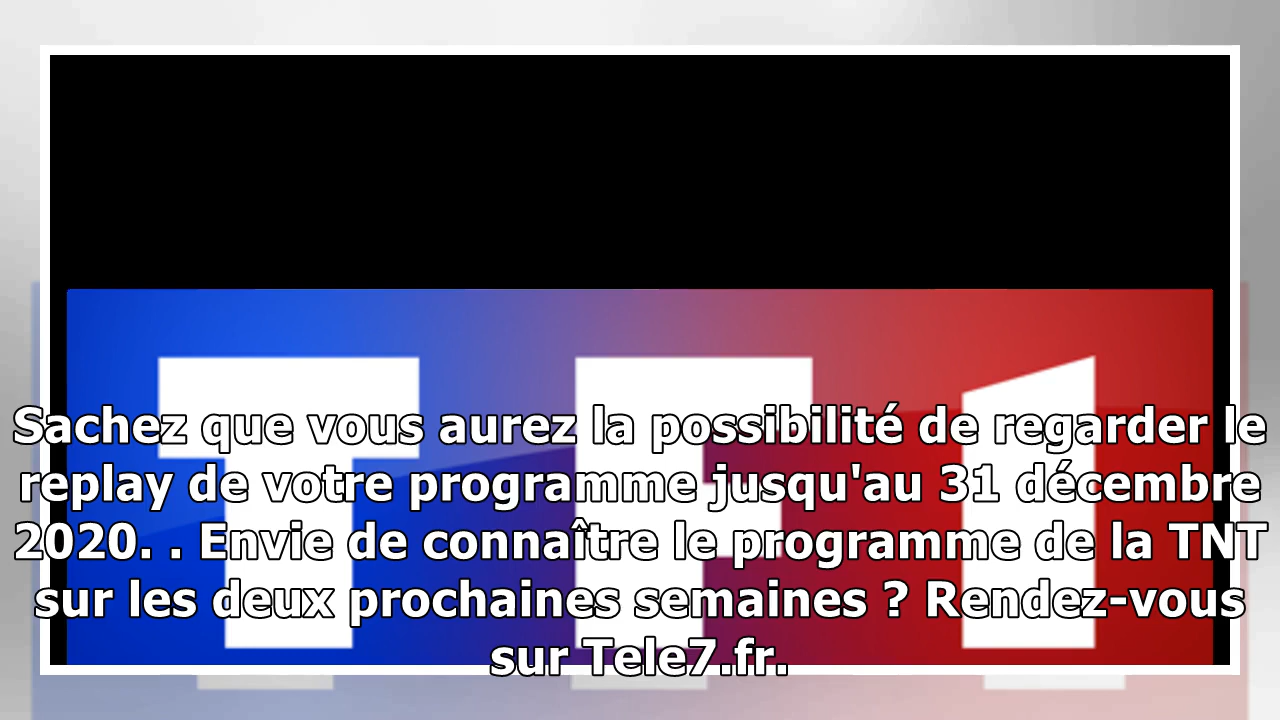 TF1
Sachez que vous aurez la possibilité de regarder le
replay de votre programme jusqu'au 31 décembre
2020. . Envie de connaître le programme de la TNT
sur les deux prochaines semaines ? Rendez-vous
sur Tele7.fr.